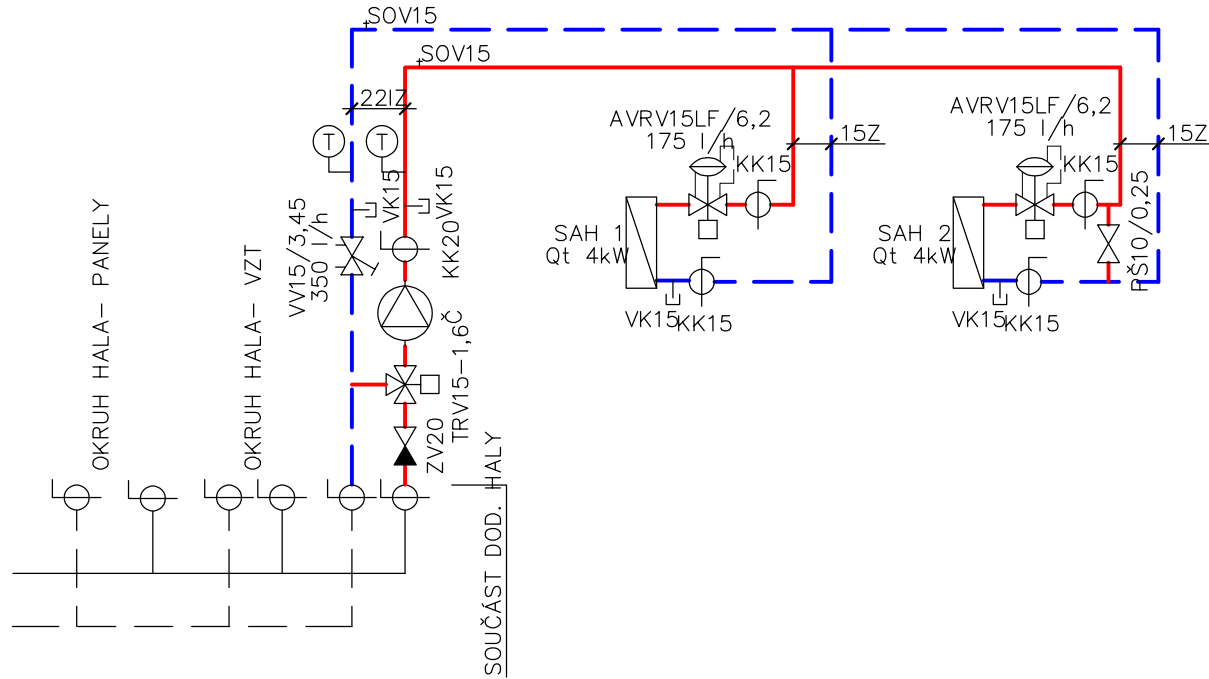 SOV15
SOV15
22IZ
T
T
AVRV15LF/6,2
175 l/h
KK15
15Z
AVRV15LF/6,2
175 l/h
KK15
15Z
SAH 1
Qt 4kW
VK15
KK15
SAH 2
Qt 4kW
VK15
KK15
PŠ10/0,25
VK15
VK15
KK20
VV15/3,45
350 l/h
Č
TRV15-1,6
ZV20
OKRUH HALA- PANELY
OKRUH HALA- VZT
SOUČÁST DOD. HALY